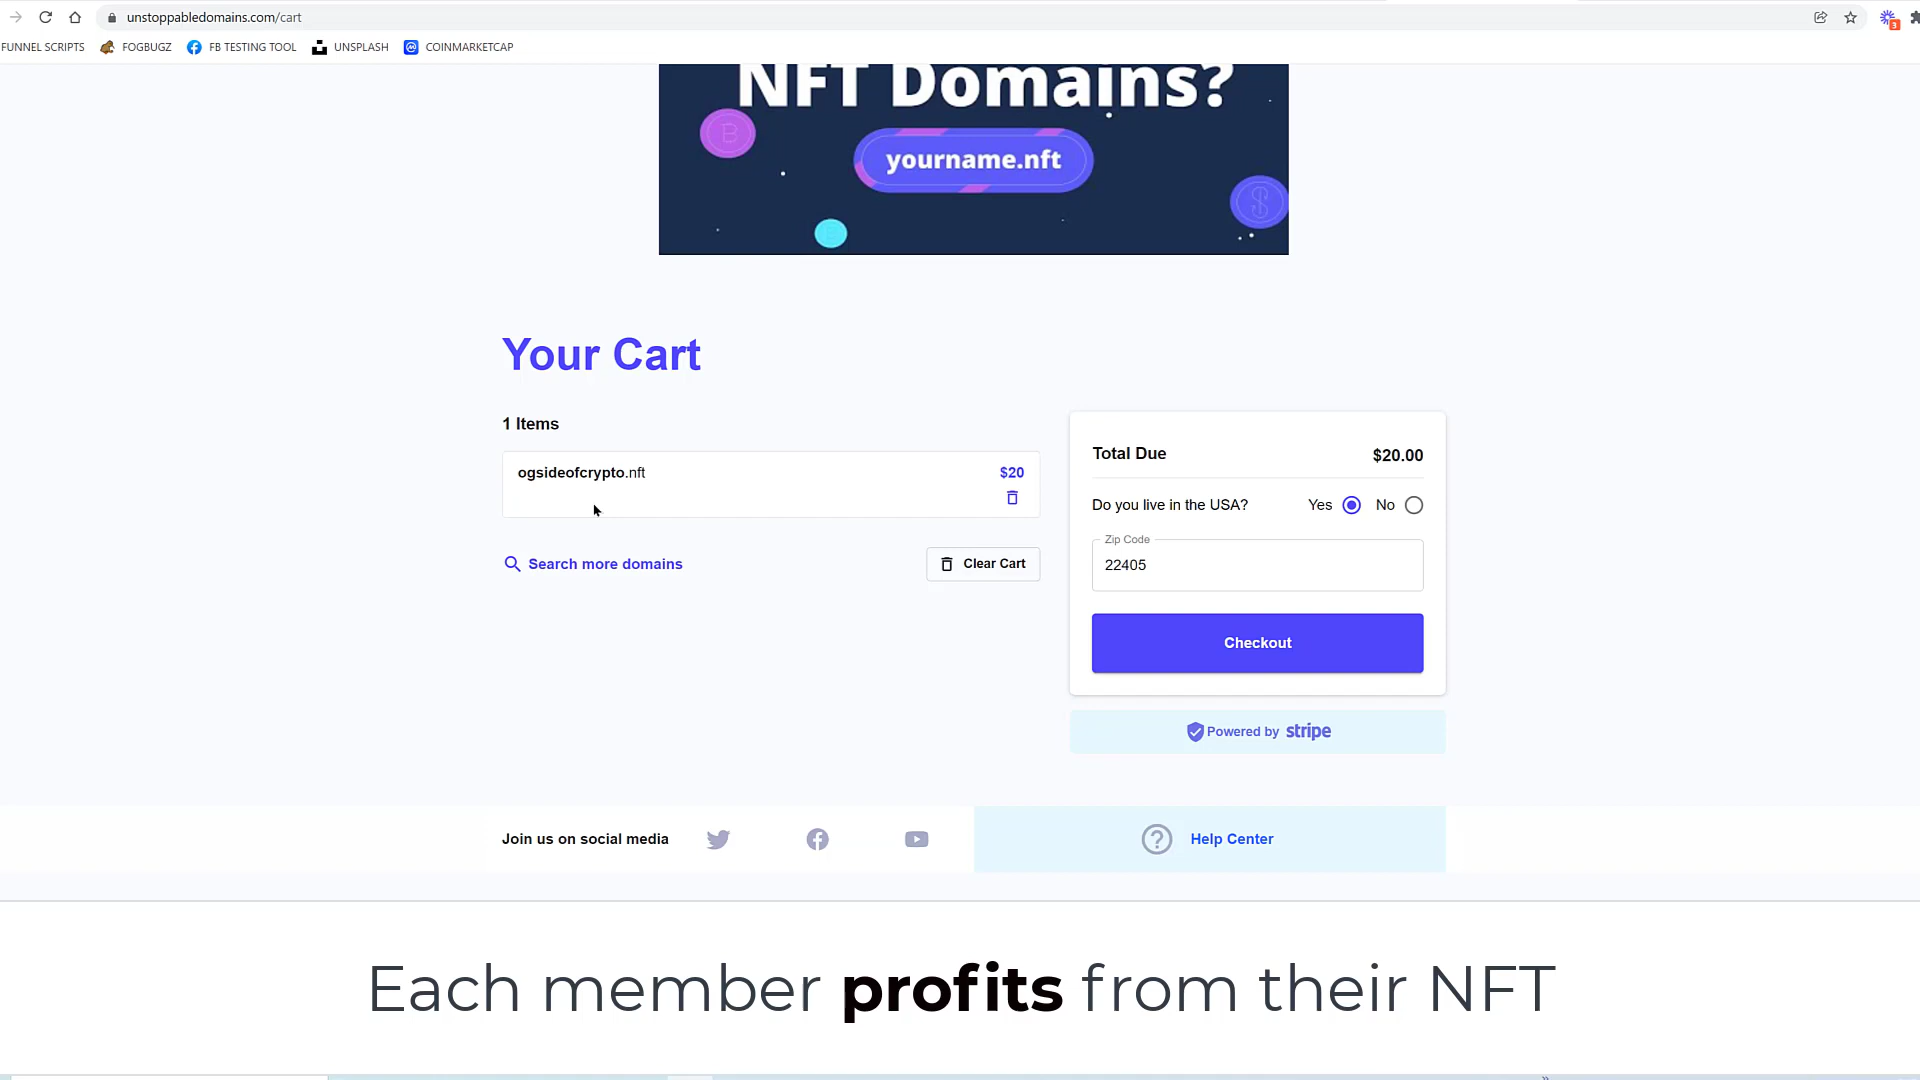 unstoppabledomains.com/cart
3
FUNNEL SCRIPTS FOGBUGZ FB TESTING TOOL UNSPLASH COINMARKETCAP
NFT Domains?
yourname.nft
Your Cart
1 Items
ogsideofcrypto.nft $20
Search more domains
Clear Cart
Total Due $20.00
Do you live in the USA? Yes No
Zip Code
22405
Checkout
Powered by stripe
Join us on social media
Help Center
Each member profits from their NFT